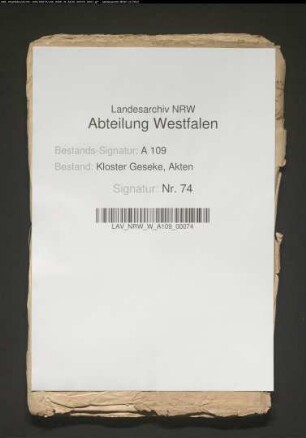 Landesarchiv NRW
Abteilung Westfalen
Bestands-Signatur: A 109
Bestand: Kloster Geseke, Akten
Signatur: Nr. 74
LAV_NRW_W_A109_00074